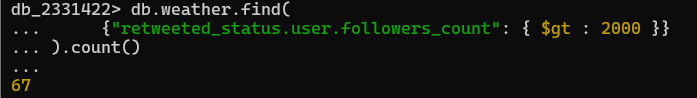 db_2331422> db.weather.find(
...     {"retweeted_status.user.followers_count": { $gt : 2000 }}
... ).count()
...
67